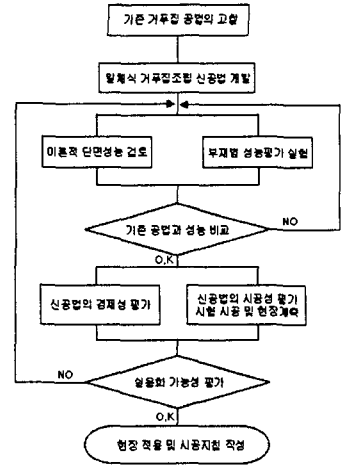 기존 거푸집 공법의 고찰
일체식 거푸집조립 신공법 개발
이론적 단면성능 검토
부재별 성능평가 실험
기존 공법과 성능 비교
NO
O.K
신공법의 경제성 평가
신공법의 시공성 평가
시험 시공 및 현장계측
NO
실용화 가능성 평가
O.K
현장 적용 및 시공지침 작성